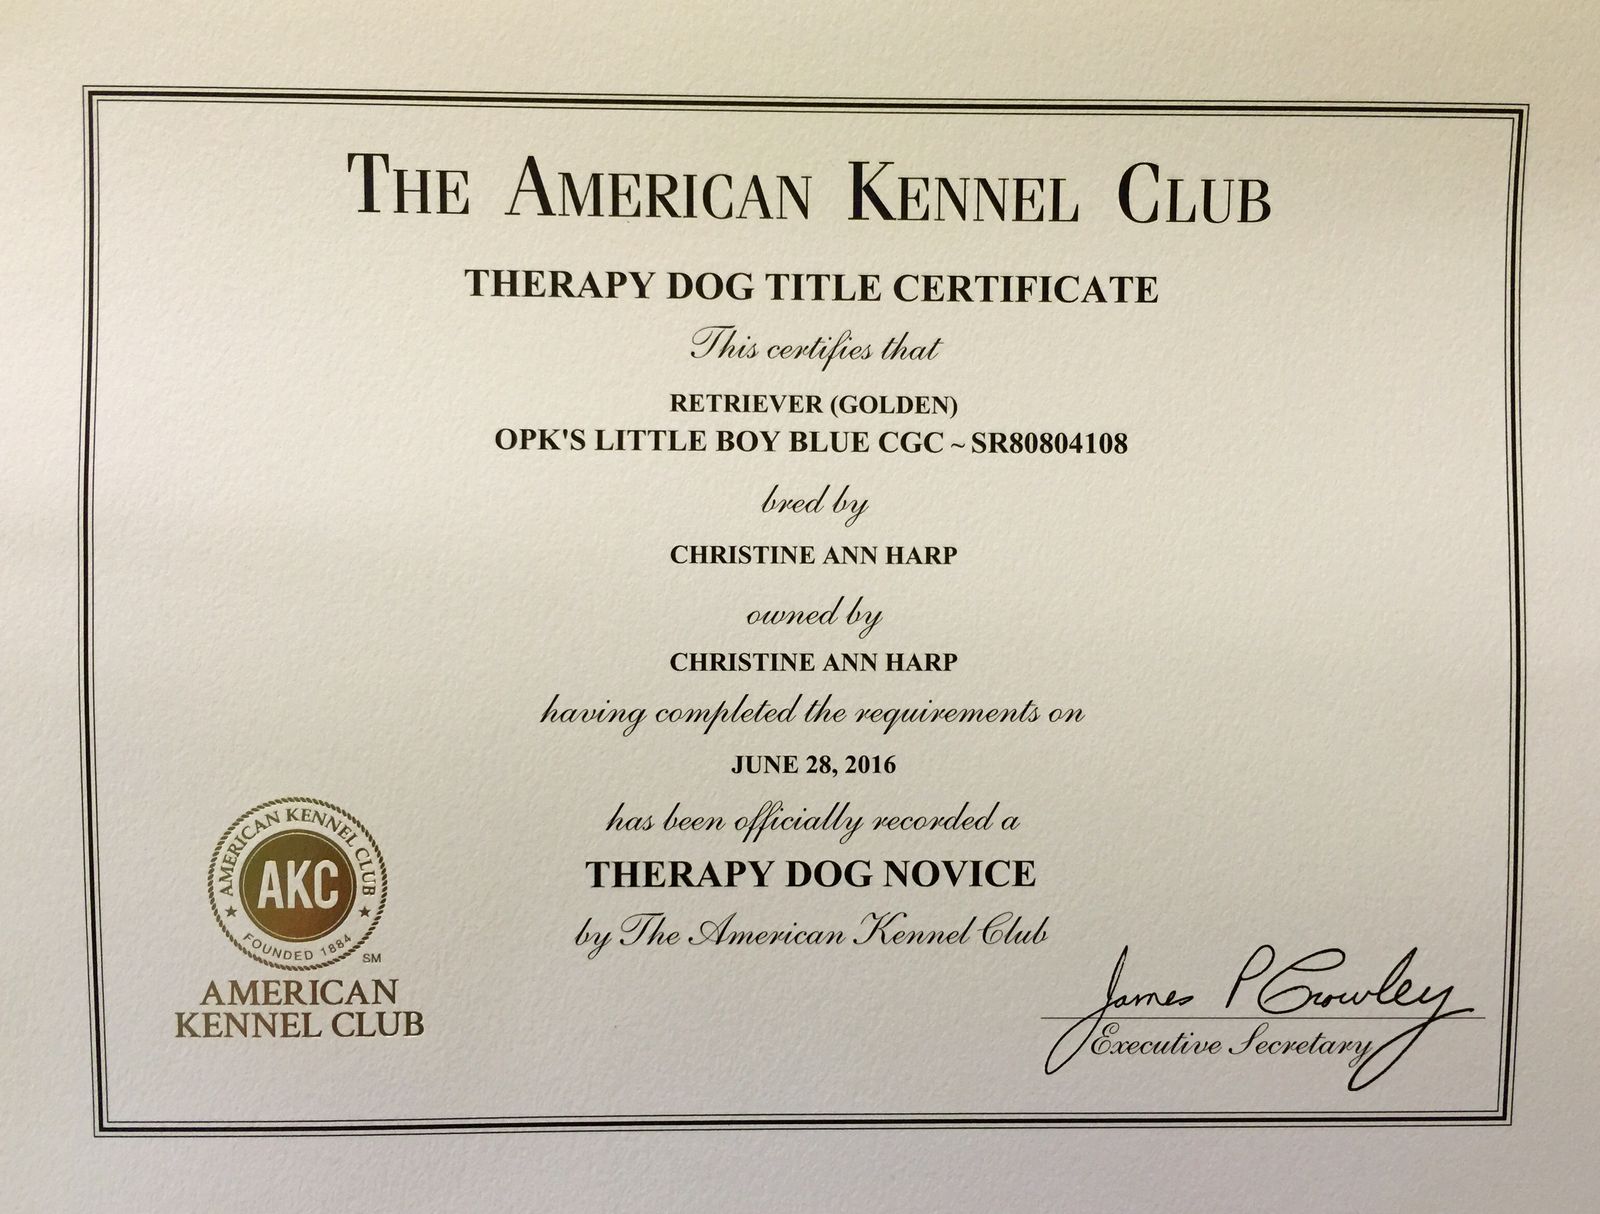 THE AMERICAN KENNEL CLUB
THERAPY DOG TITLE CERTIFICATE
This certifies that
RETRIEVER (GOLDEN)
OPK'S LITTLE BOY BLUE CGC ~ SR80804108
bred by
CHRISTINE ANN HARP
owned by
CHRISTINE ANN HARP
having completed the requirements on
JUNE 28, 2016
has been officially recorded a
THERAPY DOG NOVICE
by The American Kennel Club
AMERICAN KENNEL CLUB
AKC
FOUNDED 1884
SM
AMERICAN
KENNEL CLUB
James P Crowley
Executive Secretary